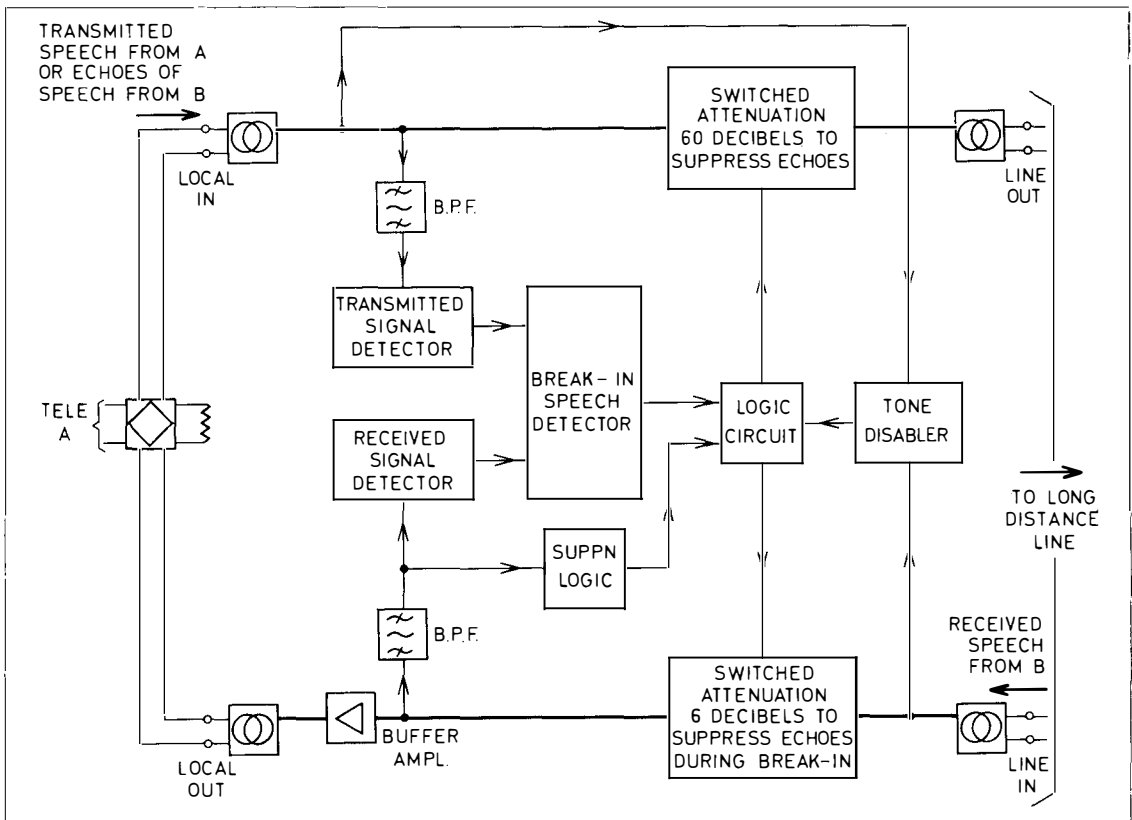 TRANSMITTED
SPEECH FROM A
OR ECHOES OF
SPEECH FROM B
LOCAL
IN
B.P.F.
SWITCHED
ATTENUATION
60 DECIBELS TO
SUPPRESS ECHOES
LINE
OUT
TRANSMITTED
SIGNAL
DETECTOR
BREAK-IN
SPEECH
DETECTOR
TELE
A
RECEIVED
SIGNAL
DETECTOR
LOGIC
CIRCUIT
TONE
DISABLER
TO LONG
DISTANCE
LINE
SUPPN
LOGIC
B.P.F.
RECEIVED
SPEECH
FROM B
BUFFER
AMPL.
SWITCHED
ATTENUATION
6 DECIBELS TO
SUPPRESS ECHOES
DURING BREAK-IN
LOCAL
OUT
LINE
IN